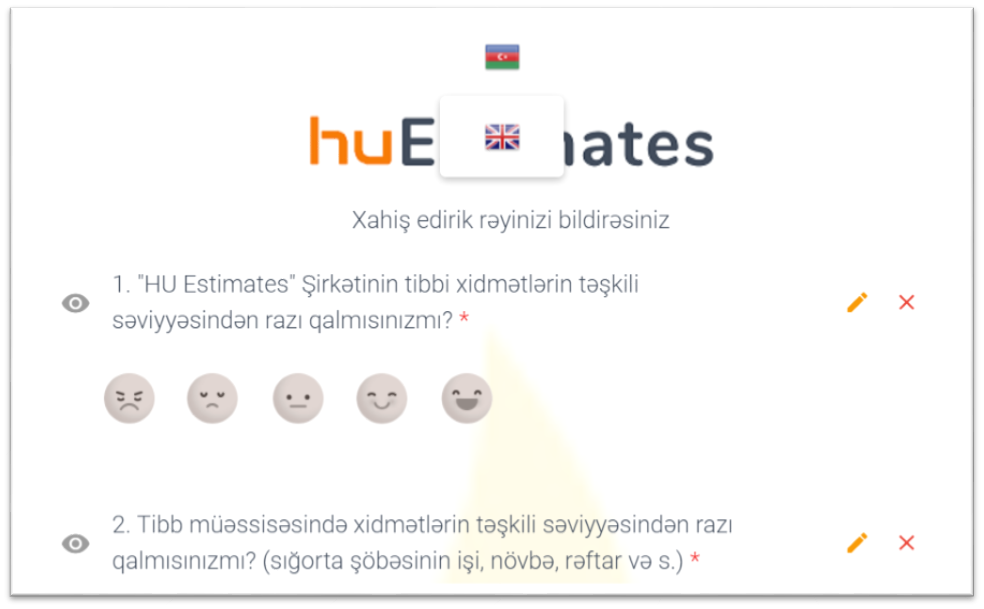 huE ates
Xahiş edirik rəyinizi bildirəsiniz
1. "HU Estimates" Şirkətinin tibbi xidmətlərin təşkili
səviyyəsindən razı qalmısınızmı? *
2. Tibb müəssisəsində xidmətlərin təşkili səviyyəsindən razı
qalmısınızmı? (sığorta şöbəsinin işi, növbə, rəftar və s.) *